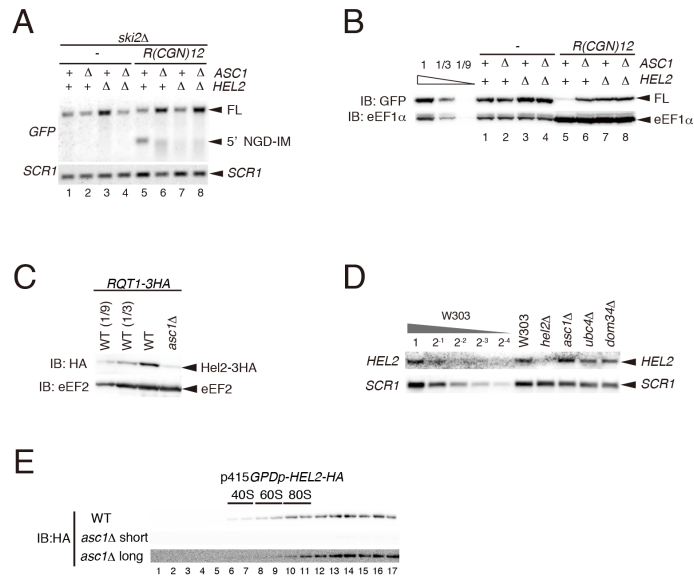 A
ski2Δ
- R(CGN)12
+ Δ + Δ + Δ + Δ ASC1
+ + Δ Δ + + Δ Δ HEL2
FL
GFP
5' NGD-IM
SCR1 SCR1
1 2 3 4 5 6 7 8
B
- R(CGN)12
1 1/3 1/9 + Δ + Δ + Δ + Δ ASC1
+ + Δ Δ + + Δ Δ HEL2
IB: GFP FL
IB: eEF1α eEF1α
1 2 3 4 5 6 7 8
C
RQT1-3HA
WT (1/9) WT (1/3) WT asc1Δ
IB: HA Hel2-3HA
IB: eEF2 eEF2
D
W303
1 2-1 2-2 2-3 2-4 W303 hel2Δ asc1Δ ubc4Δ dom34Δ
HEL2 HEL2
SCR1 SCR1
E
p415GPDp-HEL2-HA
40S 60S 80S
WT
IB:HA asc1Δ short
asc1Δ long
1 2 3 4 5 6 7 8 9 10 11 12 13 14 15 16 17